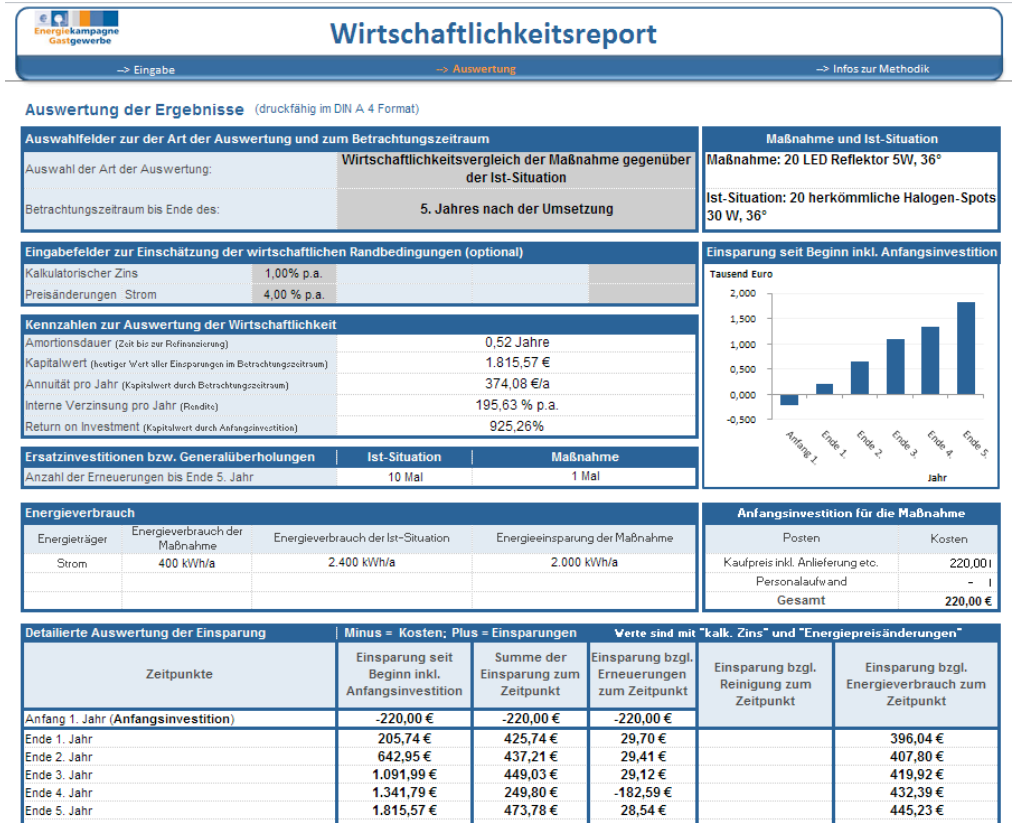 Energiekampagne
Gastgewerbe
Wirtschaftlichkeitsreport
--> Eingabe
--> Auswertung
--> Infos zur Methodik
Auswertung der Ergebnisse (druckfähig im DIN A 4 Format)
Auswahlfelder zur der Art der Auswertung und zum Betrachtungszeitraum
Auswahl der Art der Auswertung:
Wirtschaftlichkeitsvergleich der Maßnahme gegenüber
der Ist-Situation
Betrachtungszeitraum bis Ende des:
5. Jahres nach der Umsetzung
Maßnahme und Ist-Situation
Maßnahme: 20 LED Reflektor 5W, 36°
Ist-Situation: 20 herkömmliche Halogen-Spots
30 W, 36°
Eingabefelder zur Einschätzung der wirtschaftlichen Randbedingungen (optional)
Kalkulatorischer Zins 1,00% p.a.
Preisänderungen Strom 4,00 % p.a.
Kennzahlen zur Auswertung der Wirtschaftlichkeit
Amortionsdauer (Zeit bis zur Refinanzierung) 0,52 Jahre
Kapitalwert (heutiger Wert aller Einsparungen im Betrachtungszeitraum) 1.815,57 €
Annuität pro Jahr (Kapitalwert durch Betrachtungszeitraum) 374,08 €/a
Interne Verzinsung pro Jahr (Rendite) 195,63 % p.a.
Return on Investment (Kapitalwert durch Anfangsinvestition) 925,26%
Einsparung seit Beginn inkl. Anfangsinvestition
Tausend Euro
2,000
1,500
1,000
0,500
0,000
-0,500
Anfang 1.
Ende 1.
Ende 2.
Ende 3.
Ende 4.
Ende 5.
Jahr
Ersatzinvestitionen bzw. Generalüberholungen | Ist-Situation | Maßnahme
Anzahl der Erneuerungen bis Ende 5. Jahr 10 Mal 1 Mal
Energieverbrauch
Energieträger
Energieverbrauch der
Maßnahme
Energieverbrauch der Ist-Situation
Energieeinsparung der Maßnahme
Strom 400 kWh/a 2.400 kWh/a 2.000 kWh/a
Anfangsinvestition für die Maßnahme
Posten Kosten
Kaufpreis inkl. Anlieferung etc. 220,00 I
Personalaufwand - I
Gesamt 220,00 €
Detailierte Auswertung der Einsparung | Minus = Kosten; Plus = Einsparungen Werte sind mit "kalk. Zins" und "Energiepreisänderungen"
Zeitpunkte
Einsparung seit
Beginn inkl.
Anfangsinvestition
Summe der
Einsparung zum
Zeitpunkt
Einsparung bzgl.
Erneuerungen
zum Zeitpunkt
Einsparung bzgl.
Reinigung zum
Zeitpunkt
Einsparung bzgl.
Energieverbrauch zum
Zeitpunkt
Anfang 1. Jahr (Anfangsinvestition) -220,00 € -220,00 € -220,00 €
Ende 1. Jahr 205,74 € 425,74 € 29,70 € 396,04 €
Ende 2. Jahr 642,95 € 437,21 € 29,41 € 407,80 €
Ende 3. Jahr 1.091,99 € 449,03 € 29,12 € 419,92 €
Ende 4. Jahr 1.341,79 € 249,80 € -182,59 € 432,39 €
Ende 5. Jahr 1.815,57 € 473,78 € 28,54 € 445,23 €